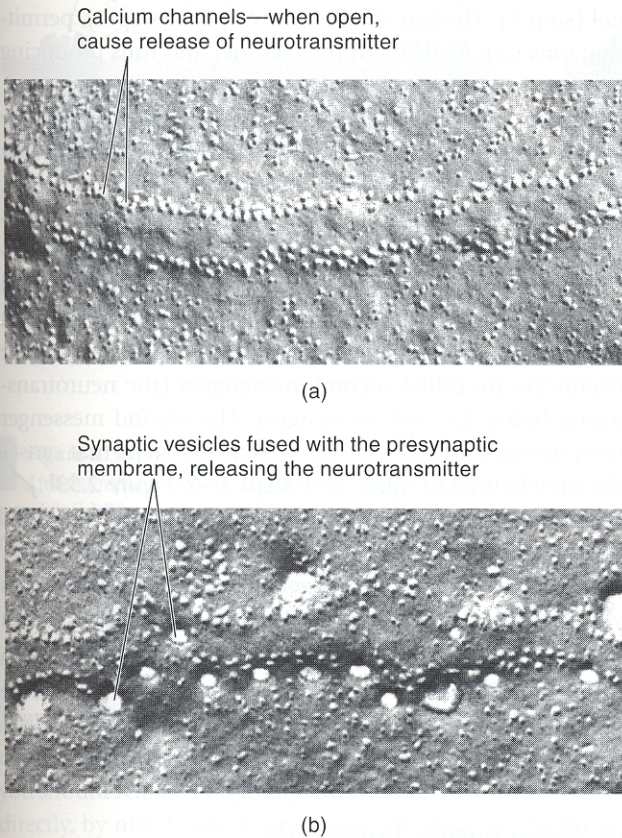 Calcium channels—when open,
cause release of neurotransmitter
(a)
Synaptic vesicles fused with the presynaptic
membrane, releasing the neurotransmitter
(b)